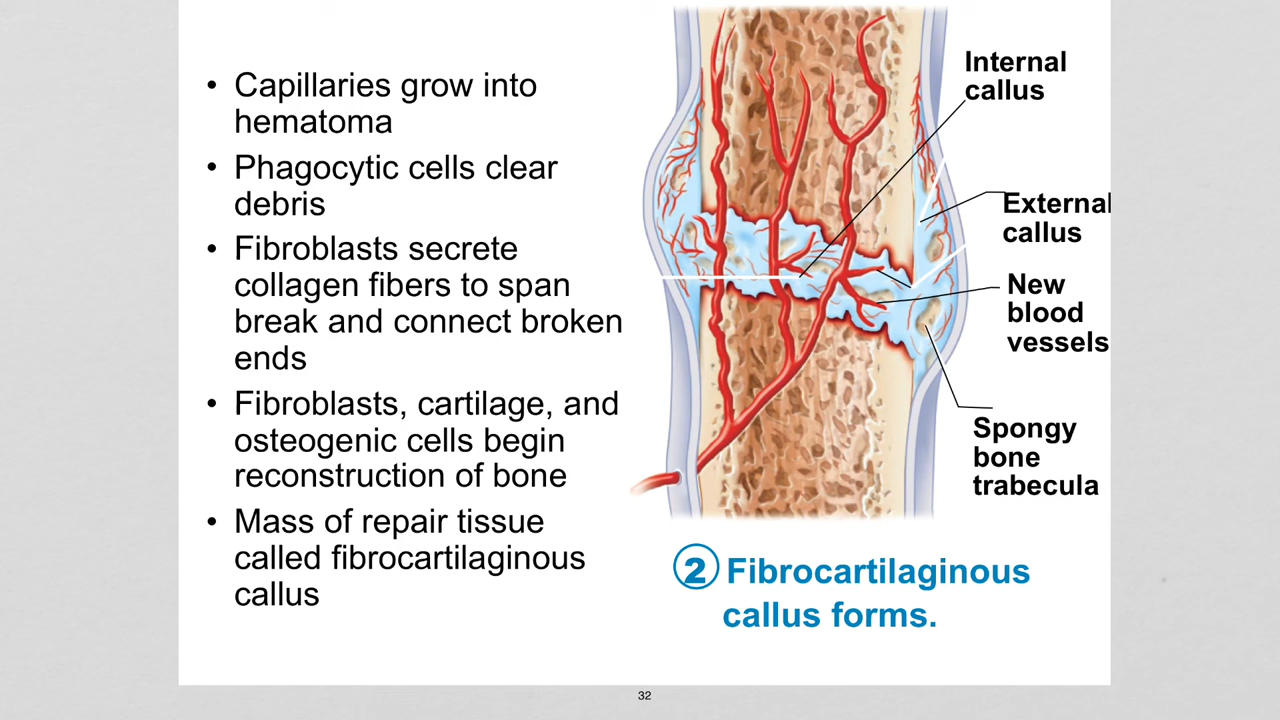 • Capillaries grow into
hematoma
• Phagocytic cells clear
debris
• Fibroblasts secrete
collagen fibers to span
break and connect broken
ends
• Fibroblasts, cartilage, and
osteogenic cells begin
reconstruction of bone
• Mass of repair tissue
called fibrocartilaginous
callus
Internal
callus
External
callus
New
blood
vessels
Spongy
bone
trabecula
2 Fibrocartilaginous
callus forms.
32